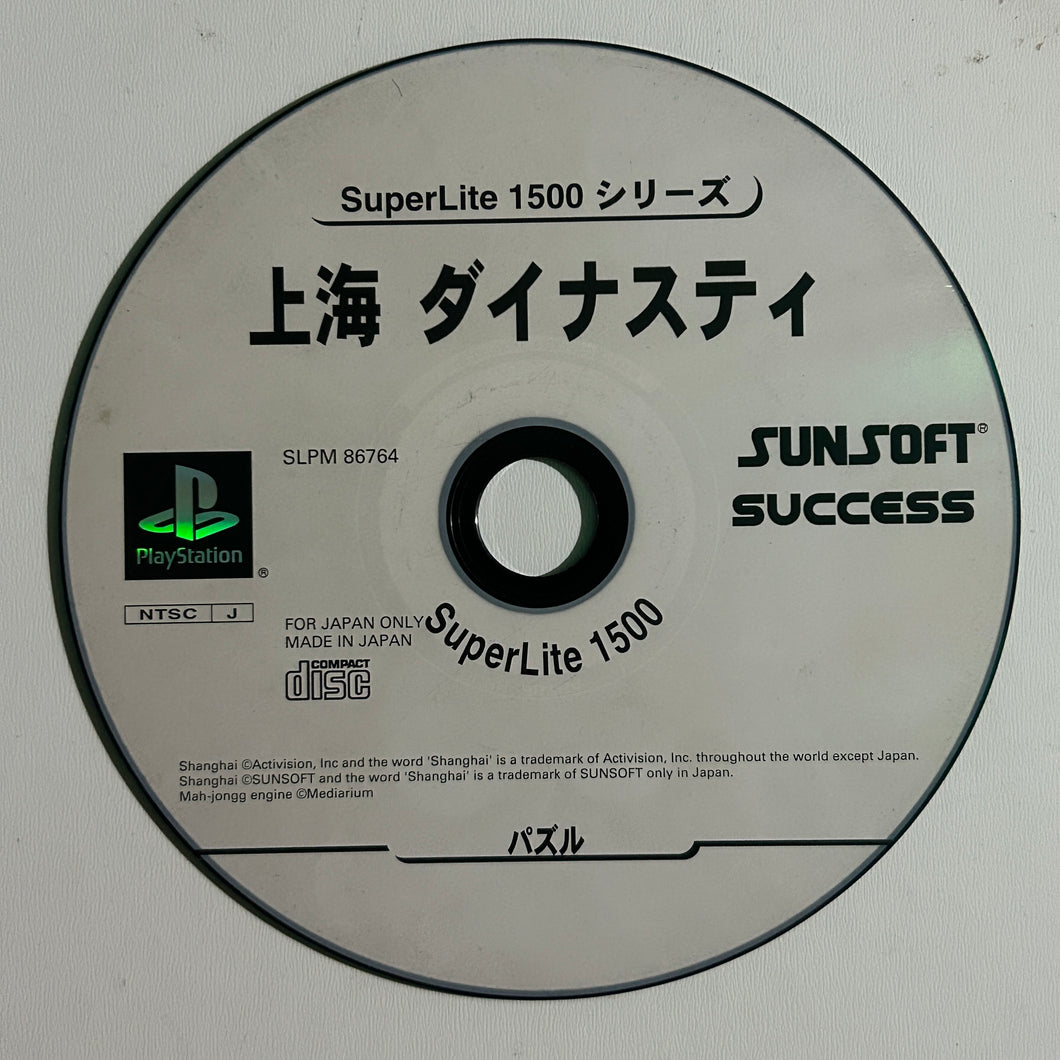 SuperLite 1500 シリーズ
上海 ダイナスティ
SUNSOFT®
SUCCESS
SLPM 86764
PlayStation
®
NTSC J
FOR JAPAN ONLY
MADE IN JAPAN
COMPACT
disc
SuperLite 1500
Shanghai ©Activision, Inc and the word 'Shanghai' is a trademark of Activision, Inc. throughout the world except Japan.
Shanghai ©SUNSOFT and the word 'Shanghai' is a trademark of SUNSOFT only in Japan.
Mah-jongg engine ©Mediarium
パズル